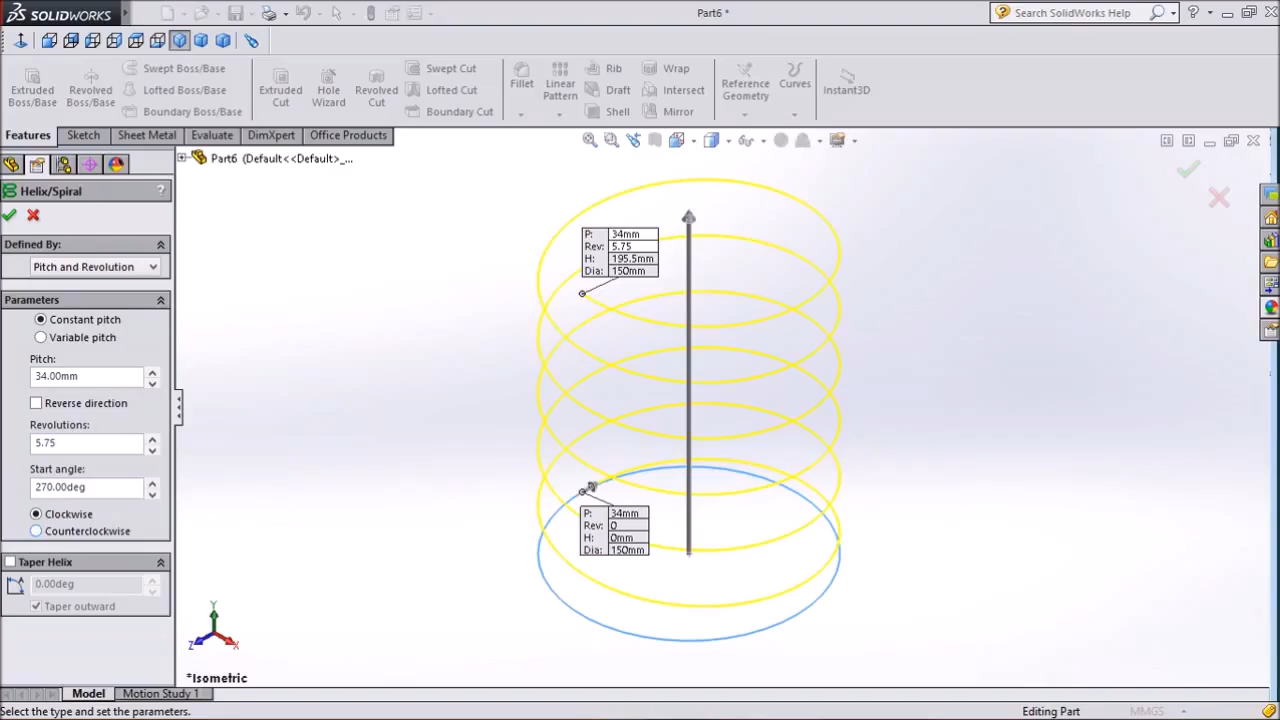 SOLIDWORKS
Part6 *
Search SolidWorks Help
Extruded Boss/Base
Revolved Boss/Base
Swept Boss/Base
Lofted Boss/Base
Boundary Boss/Base
Extruded Cut
Hole Wizard
Revolved Cut
Swept Cut
Lofted Cut
Boundary Cut
Fillet
Linear Pattern
Rib
Draft
Shell
Wrap
Intersect
Mirror
Reference Geometry
Curves
Instant3D
Features
Sketch
Sheet Metal
Evaluate
DimXpert
Office Products
Part6 (Default<<Default>_...
Helix/Spiral
?
Defined By:
Pitch and Revolution
Parameters
Constant pitch
Variable pitch
Pitch:
34.00mm
Reverse direction
Revolutions:
5.75
Start angle:
270.00deg
Clockwise
Counterclockwise
Taper Helix
0.00deg
Taper outward
P: 34mm
Rev: 5.75
H: 195.5mm
Dia: 150mm
P: 34mm
Rev: 0
H: 0mm
Dia: 150mm
Y
Z
X
*Isometric
Model
Motion Study 1
Select the type and set the parameters.
Editing Part
MMGS